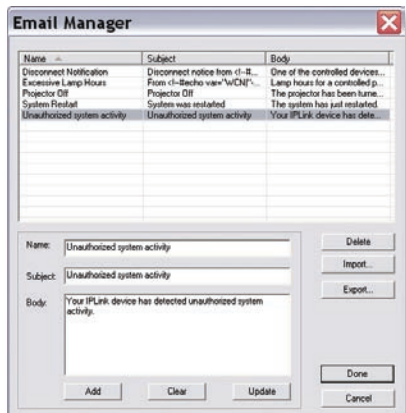 Email Manager
Name Subject Body
Disconnect Notification Disconnect notice from <!--#... One of the controlled devices...
Excessive Lamp Hours From <!--#echo var="W/CN|"-... Lamp hours for a controlled p...
Projector Off Projector Off The projector has been turne...
System Restart System was restarted The system has just restarted.
Unauthorized system activity Unauthorized system activity Your IPLink device has dete...
Name: Unauthorized system activity
Subject: Unauthorized system activity
Body: Your IPLink device has detected unauthorized system
activity.
Delete
Import...
Export...
Add Clear Update
Done
Cancel